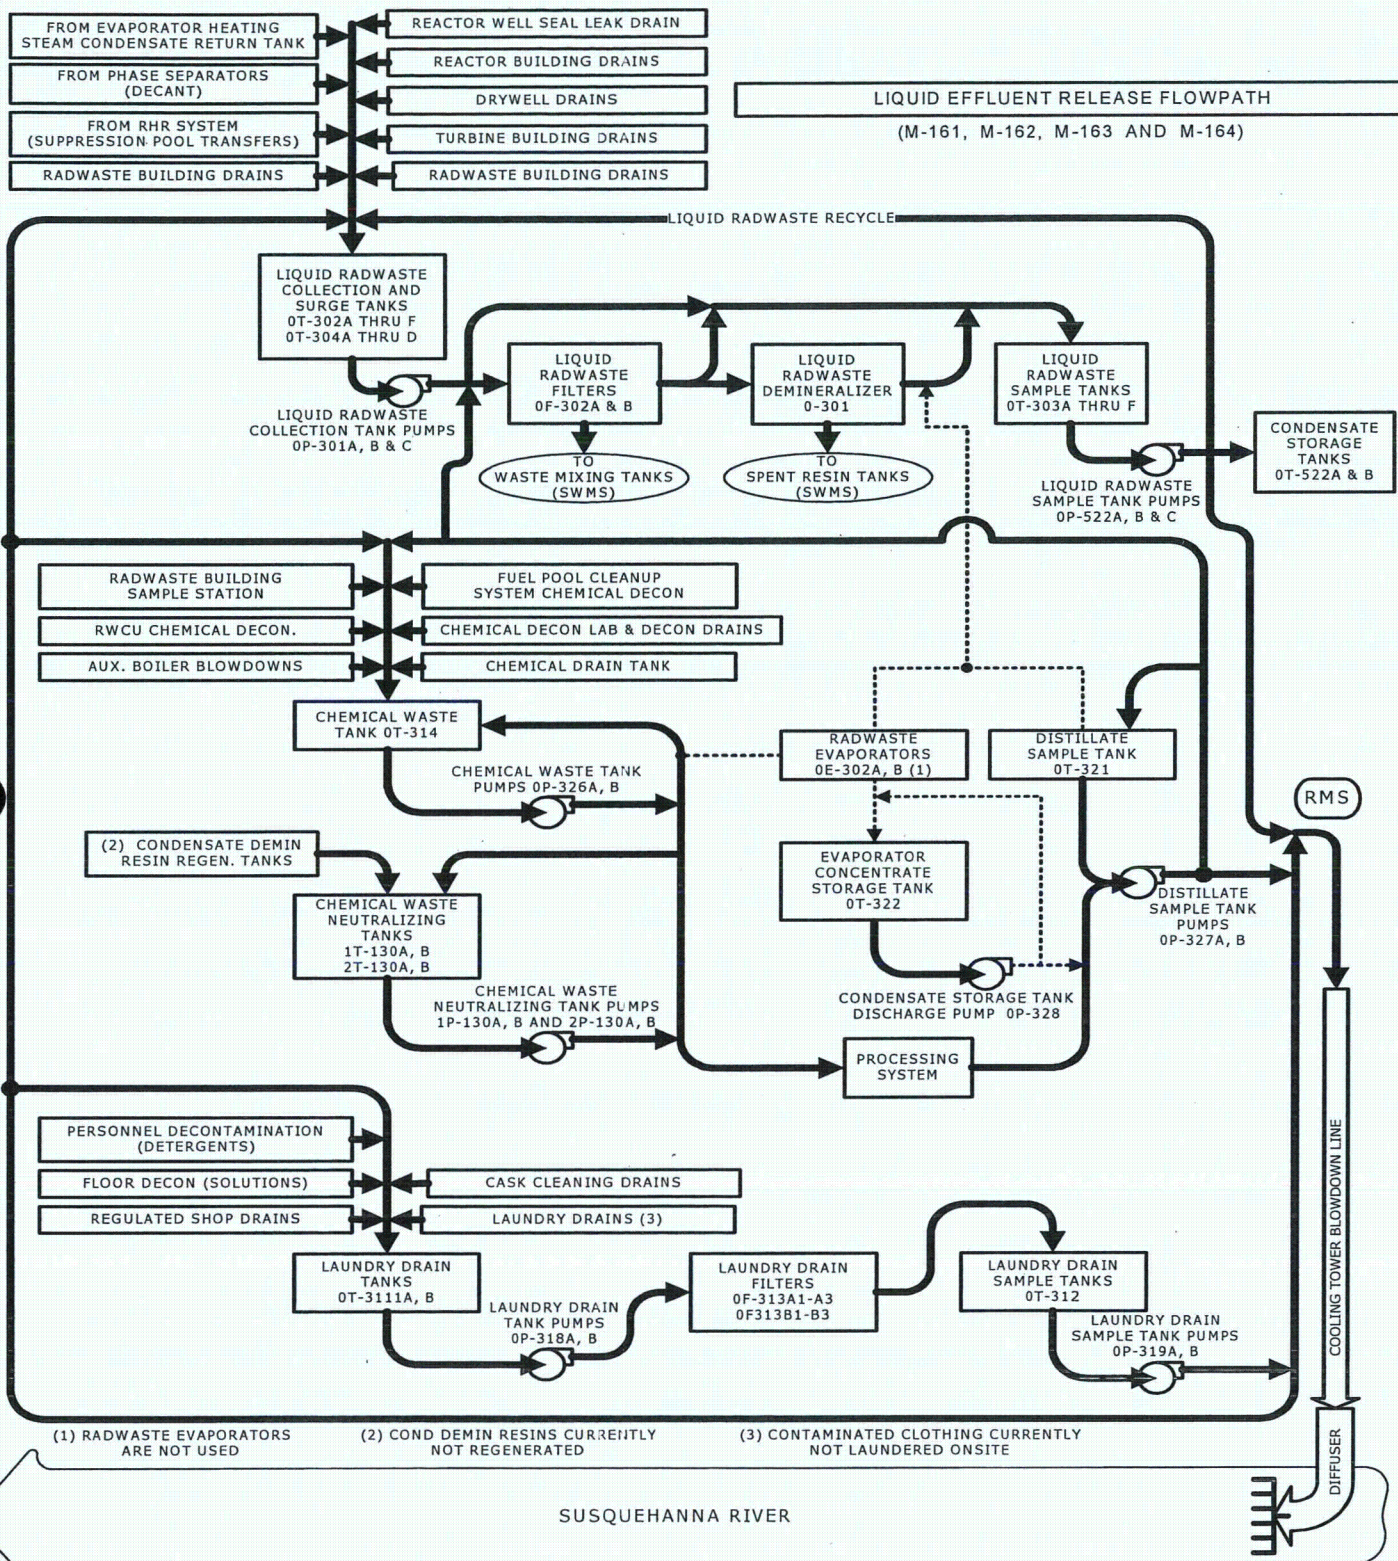 FROM EVAPORATOR HEATING
STEAM CONDENSATE RETURN TANK
FROM PHASE SEPARATORS
(DECANT)
FROM RHR SYSTEM
(SUPPRESSION POOL TRANSFERS)
RADWASTE BUILDING DRAINS
REACTOR WELL SEAL LEAK DRAIN
REACTOR BUILDING DRAINS
DRYWELL DRAINS
TURBINE BUILDING DRAINS
RADWASTE BUILDING DRAINS
LIQUID EFFLUENT RELEASE FLOWPATH
(M-161, M-162, M-163 AND M-164)
LIQUID RADWASTE RECYCLE
LIQUID RADWASTE
COLLECTION AND
SURGE TANKS
0T-302A THRU F
0T-304A THRU D
LIQUID RADWASTE
COLLECTION TANK PUMPS
0P-301A, B & C
LIQUID
RADWASTE
FILTERS
0F-302A & B
TO
WASTE MIXING TANKS
(SWMS)
LIQUID
RADWASTE
DEMINERALIZER
0-301
TO
SPENT RESIN TANKS
(SWMS)
LIQUID
RADWASTE
SAMPLE TANKS
0T-303A THRU F
LIQUID RADWASTE
SAMPLE TANK PUMPS
0P-522A, B & C
CONDENSATE
STORAGE
TANKS
0T-522A & B
RADWASTE BUILDING
SAMPLE STATION
RWCU CHEMICAL DECON.
AUX. BOILER BLOWDOWNS
FUEL POOL CLEANUP
SYSTEM CHEMICAL DECON
CHEMICAL DECON LAB & DECON DRAINS
CHEMICAL DRAIN TANK
CHEMICAL WASTE
TANK 0T-314
CHEMICAL WASTE TANK
PUMPS 0P-326A, B
RADWASTE
EVAPORATORS
0E-302A, B (1)
DISTILLATE
SAMPLE TANK
0T-321
RMS
(2) CONDENSATE DEMIN
RESIN REGEN. TANKS
EVAPORATOR
CONCENTRATE
STORAGE TANK
0T-322
DISTILLATE
SAMPLE TANK
PUMPS
0P-327A, B
CHEMICAL WASTE
NEUTRALIZING
TANKS
1T-130A, B
2T-130A, B
CHEMICAL WASTE
NEUTRALIZING TANK PUMPS
1P-130A, B AND 2P-130A, B
CONDENSATE STORAGE TANK
DISCHARGE PUMP 0P-328
PROCESSING
SYSTEM
PERSONNEL DECONTAMINATION
(DETERGENTS)
FLOOR DECON (SOLUTIONS)
REGULATED SHOP DRAINS
CASK CLEANING DRAINS
LAUNDRY DRAINS (3)
LAUNDRY DRAIN
TANKS
0T-3111A, B
LAUNDRY DRAIN
TANK PUMPS
0P-318A, B
LAUNDRY DRAIN
FILTERS
0F-313A1-A3
0F313B1-B3
LAUNDRY DRAIN
SAMPLE TANKS
0T-312
LAUNDRY DRAIN
SAMPLE TANK PUMPS
0P-319A, B
COOLING TOWER BLOWDOWN LINE
DIFFUSER
(1) RADWASTE EVAPORATORS
ARE NOT USED
(2) COND DEMIN RESINS CURRENTLY
NOT REGENERATED
(3) CONTAMINATED CLOTHING CURRENTLY
NOT LAUNDERED ONSITE
SUSQUEHANNA RIVER